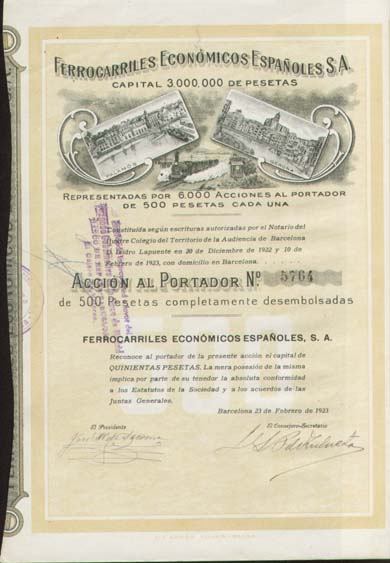 FERROCARRILES ECONÓMICOS ESPAÑOLES S.A.
CAPITAL 3.000,000 DE PESETAS
PALAMÓS
GERONA
REPRESENTADAS POR 6.000 ACCIONES AL PORTADOR
DE 500 PESETAS CADA UNA
Constituida según escrituras autorizadas por el Notario del
Ilustre Colegio del Territorio de la Audiencia de Barcelona
D. Isidro Lapuente en 20 de Diciembre de 1922 y 10 de
Febrero de 1923, con domicilio en Barcelona.
ACCIÓN AL PORTADOR Nº 5764
de 500 Pesetas completamente desembolsadas
FERROCARRILES ECONÓMICOS ESPAÑOLES, S. A.
Reconoce al portador de la presente acción el capital de
QUINIENTAS PESETAS. La mera posesión de la misma
implica por parte de su tenedor la absoluta conformidad
a los Estatutos de la Sociedad y a los acuerdos de las
Juntas Generales.
Barcelona 23 de Febrero de 1923
El Presidente
El Consejero-Secretario